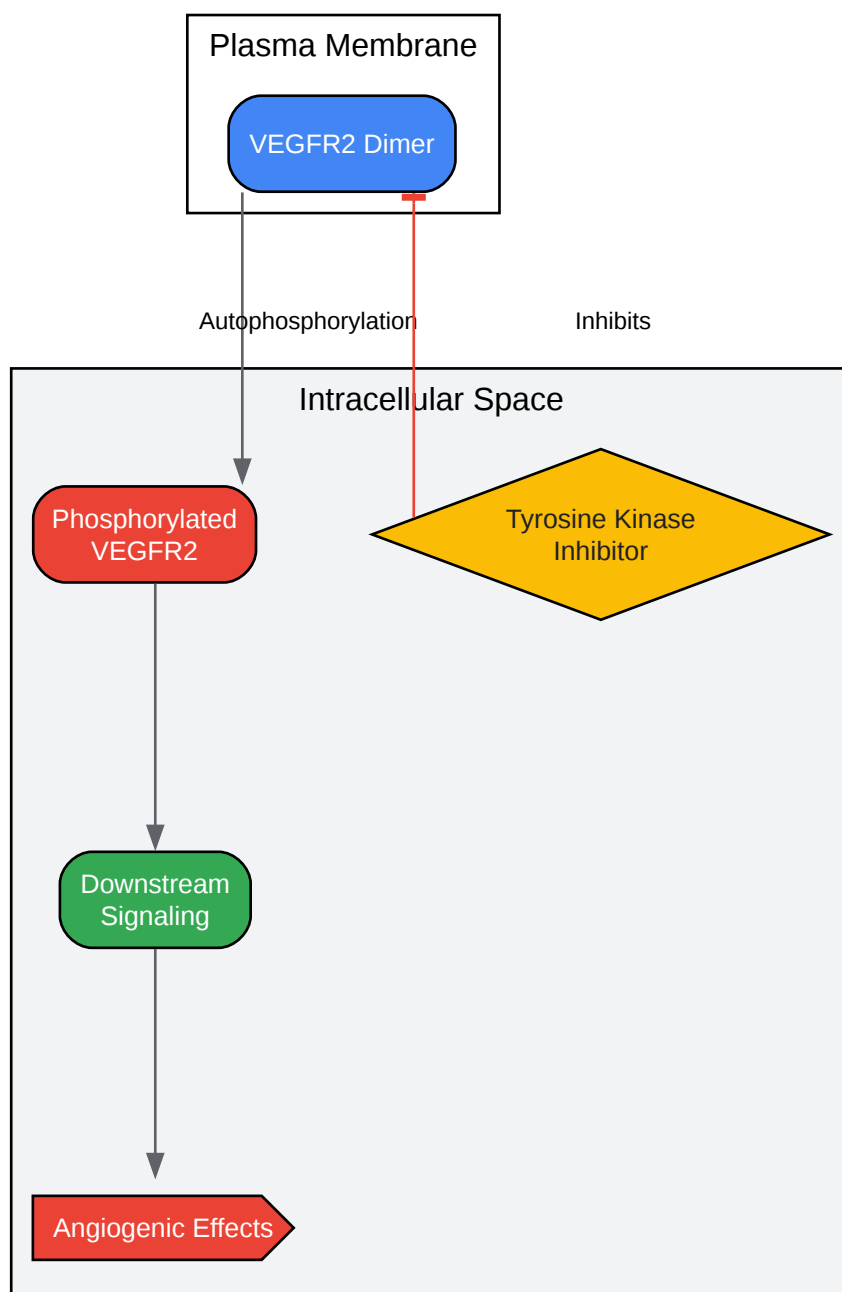 Plasma Membrane
VEGFR2 Dimer
Autophosphorylation
Inhibits
Intracellular Space
Phosphorylated
VEGFR2
Tyrosine Kinase
Inhibitor
Downstream
Signaling
Angiogenic Effects